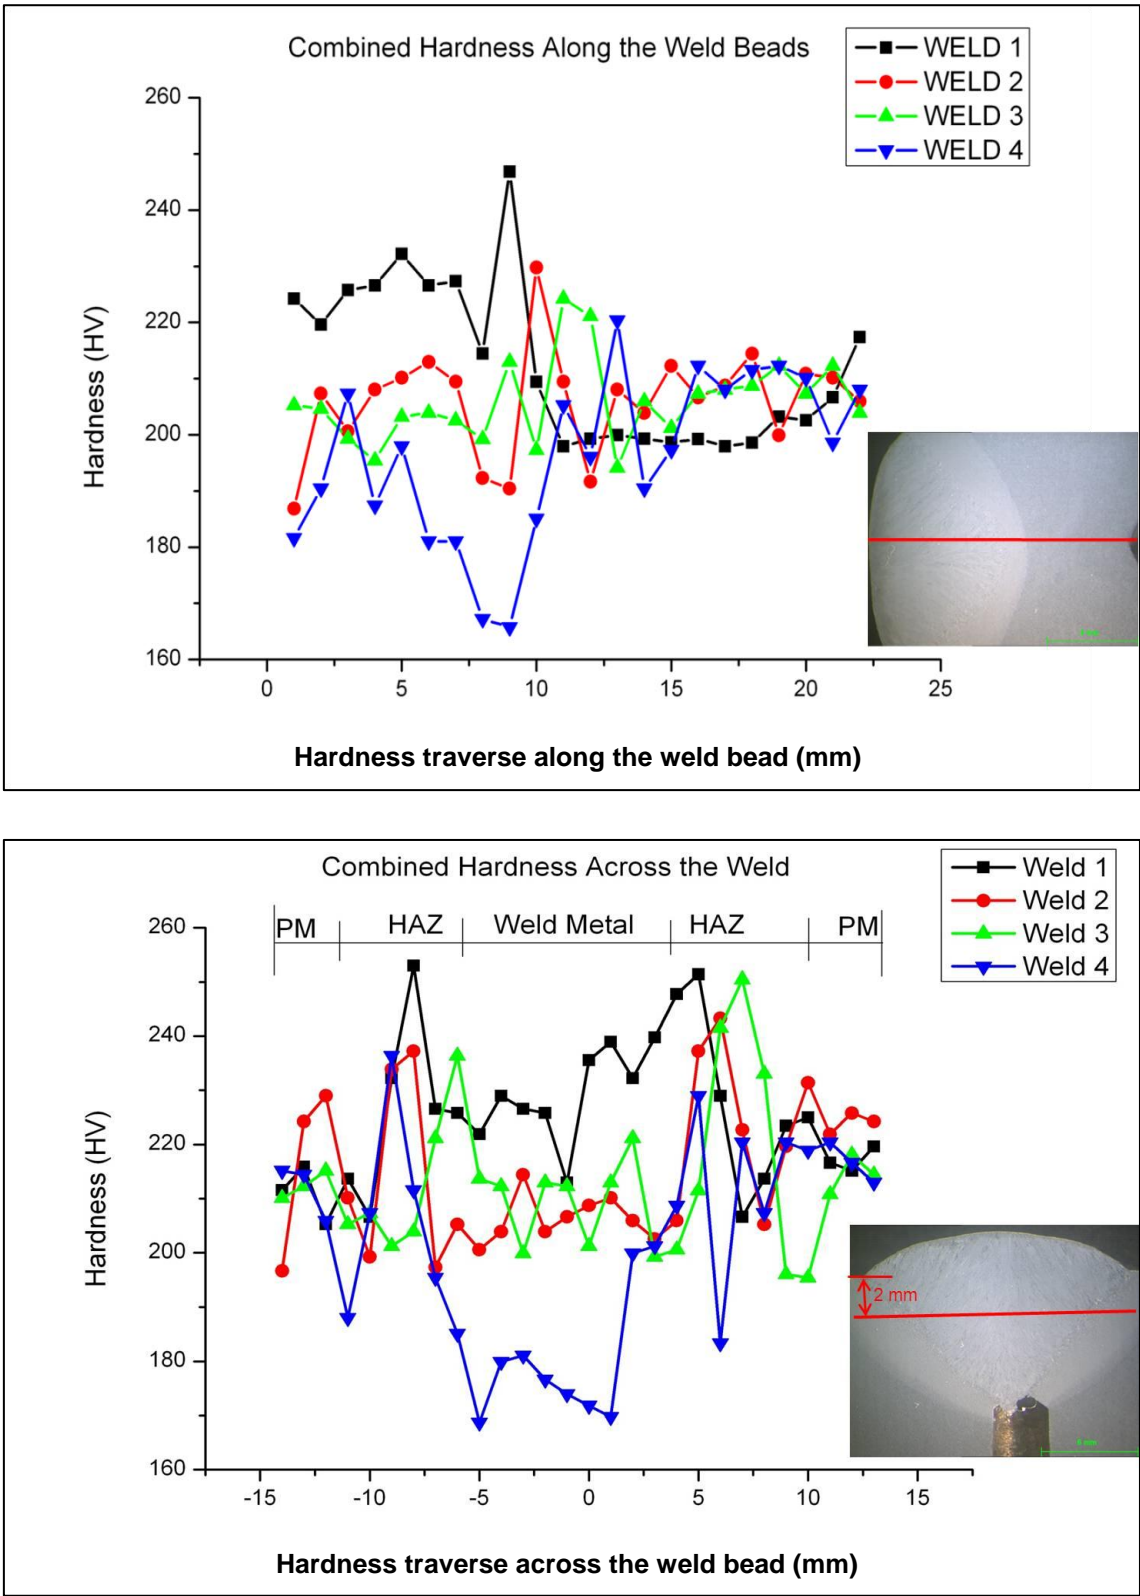 Combined Hardness Along the Weld Beads
WELD 1
WELD 2
WELD 3
WELD 4
260
240
220
200
180
160
Hardness (HV)
0 5 10 15 20 25
Hardness traverse along the weld bead (mm)
Combined Hardness Across the Weld
Weld 1
Weld 2
Weld 3
Weld 4
PM HAZ Weld Metal HAZ PM
260
240
220
200
180
160
Hardness (HV)
2 mm
-15 -10 -5 0 5 10 15
Hardness traverse across the weld bead (mm)